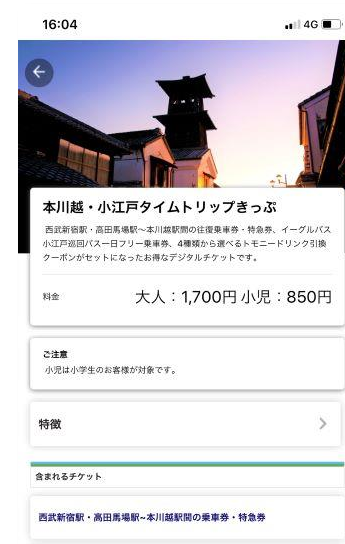 16:04
4G
本川越・小江戸タイムトリップきっぷ
西武新宿駅・高田馬場駅〜本川越駅間の往復乗車券・特急券、イーグルバス
小江戸巡回バス一日フリー乗車券、4種類から選べるトモニードリンク引換
クーポンがセットになったお得なデジタルチケットです。
料金 大人：1,700円 小児：850円
ご注意
小児は小学生のお客様が対象です。
特徴
含まれるチケット
西武新宿駅・高田馬場駅~本川越駅間の乗車券・特急券